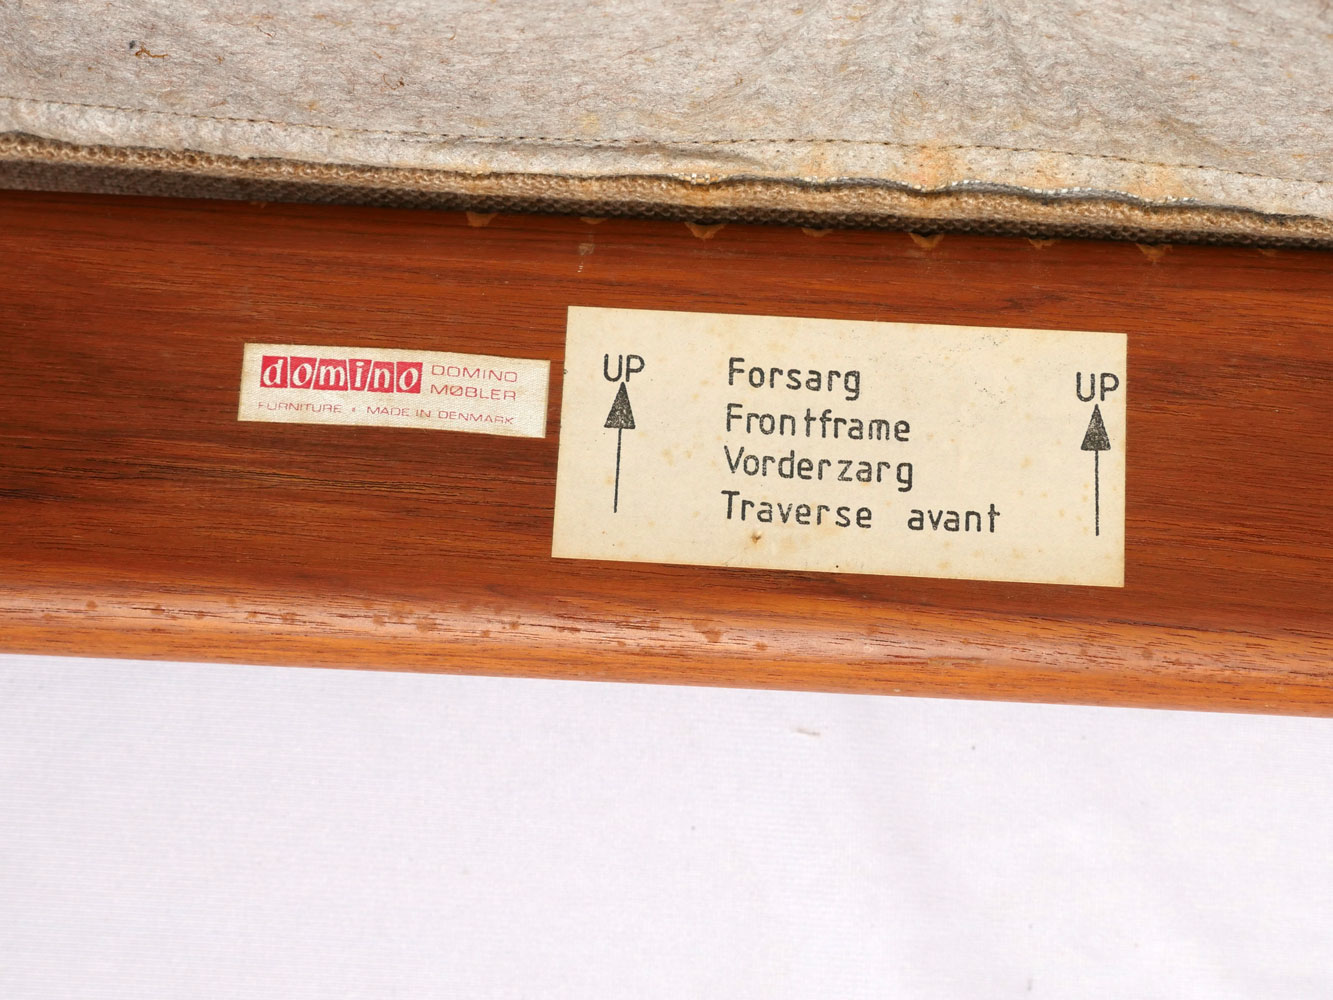 domino DOMINO
MØBLER
FURNITURE • MADE IN DENMARK
UP UP
Forsarg
Frontframe
Vorderzarg
Traverse avant